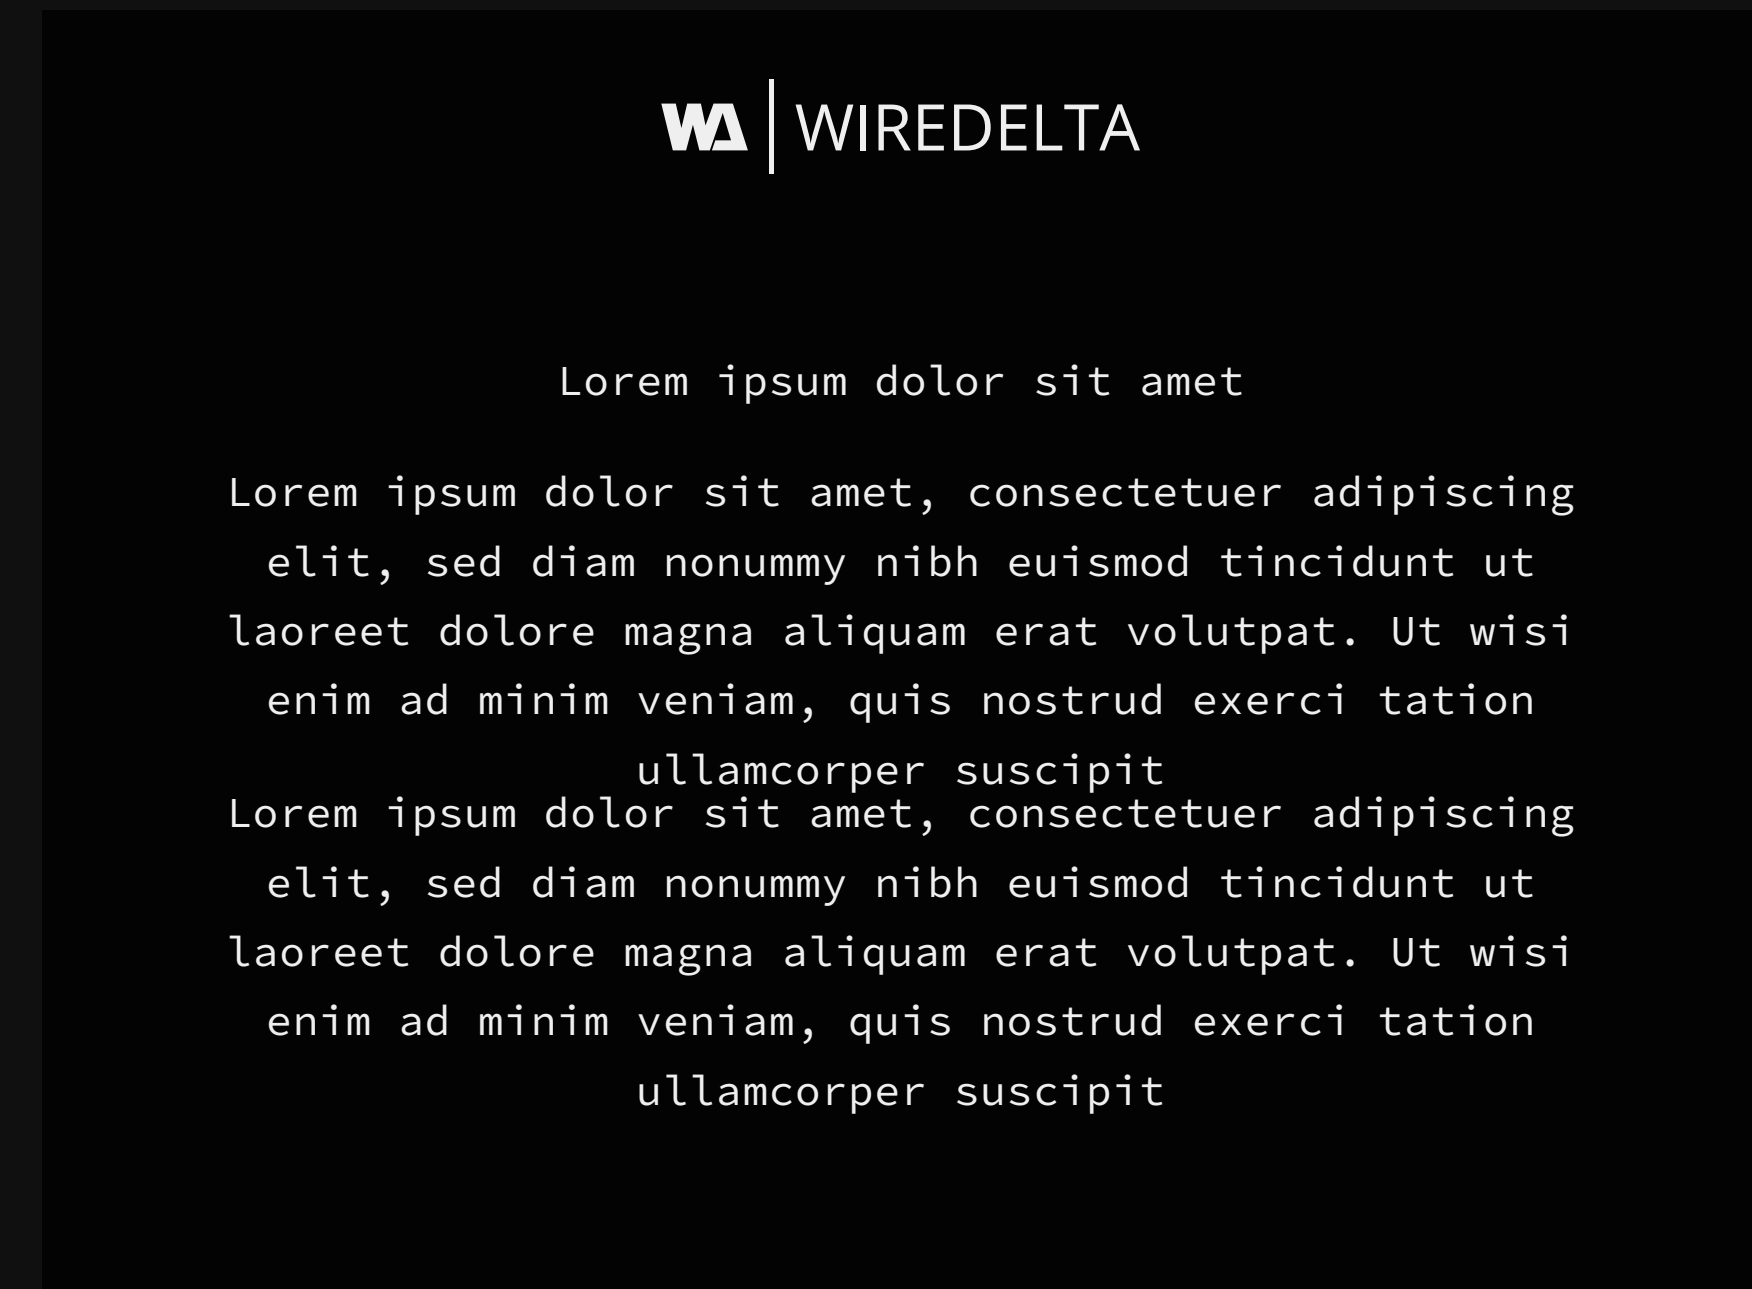 WA | WIREDELTA
Lorem ipsum dolor sit amet
Lorem ipsum dolor sit amet, consectetuer adipiscing
elit, sed diam nonummy nibh euismod tincidunt ut
laoreet dolore magna aliquam erat volutpat. Ut wisi
enim ad minim veniam, quis nostrud exerci tation
ullamcorper suscipit
Lorem ipsum dolor sit amet, consectetuer adipiscing
elit, sed diam nonummy nibh euismod tincidunt ut
laoreet dolore magna aliquam erat volutpat. Ut wisi
enim ad minim veniam, quis nostrud exerci tation
ullamcorper suscipit